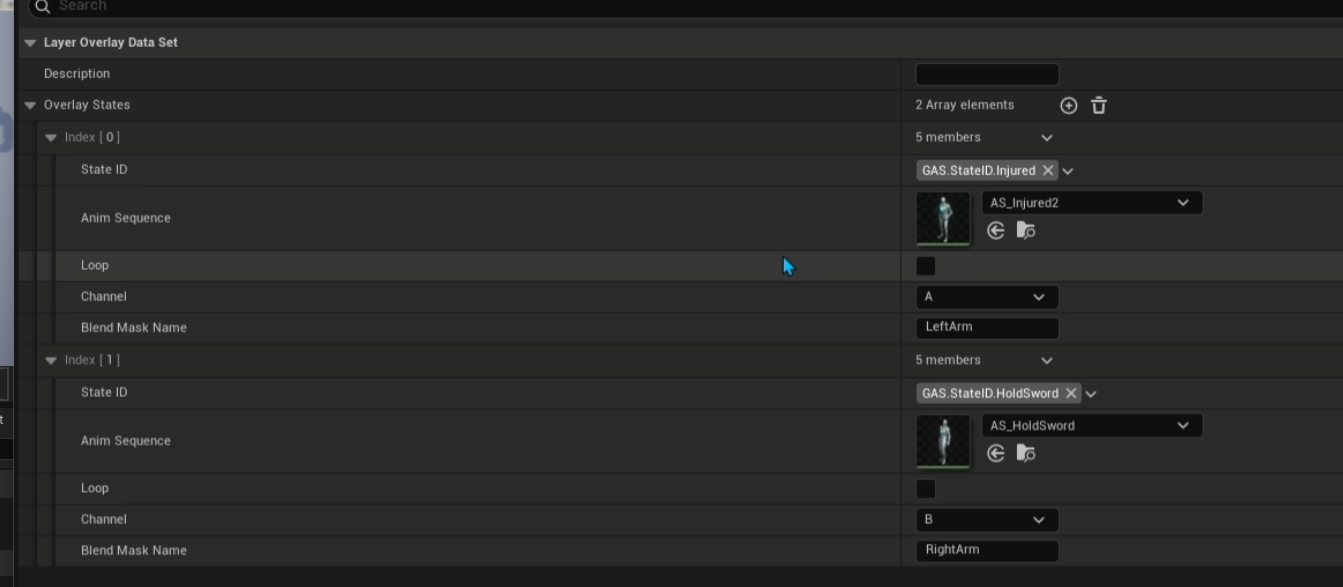 Search
Layer Overlay Data Set
Description
Overlay States 2 Array elements
Index [ 0 ] 5 members
State ID GAS.StateID.Injured
Anim Sequence AS_Injured2
Loop
Channel A
Blend Mask Name LeftArm
Index [ 1 ] 5 members
State ID GAS.StateID.HoldSword
Anim Sequence AS_HoldSword
Loop
Channel B
Blend Mask Name RightArm
t